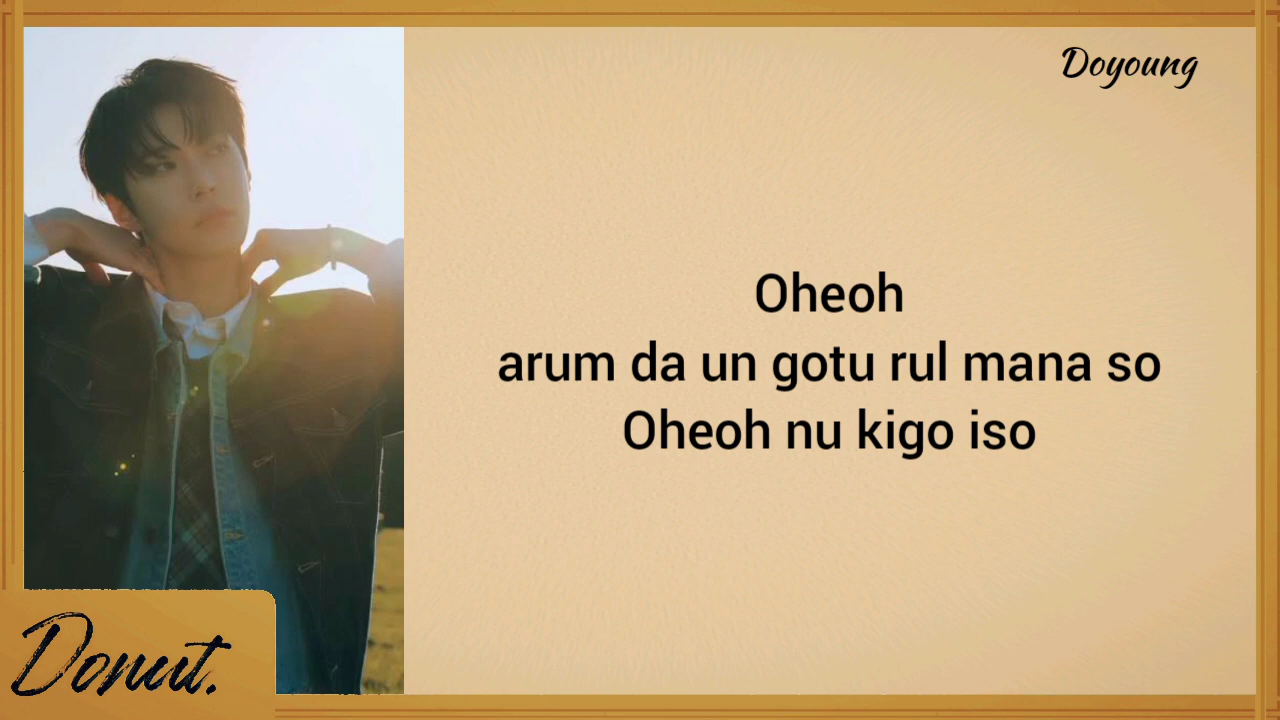 Doyoung
Oheoh
arum da un gotu rul mana so
Oheoh nu kigo iso
Donut.